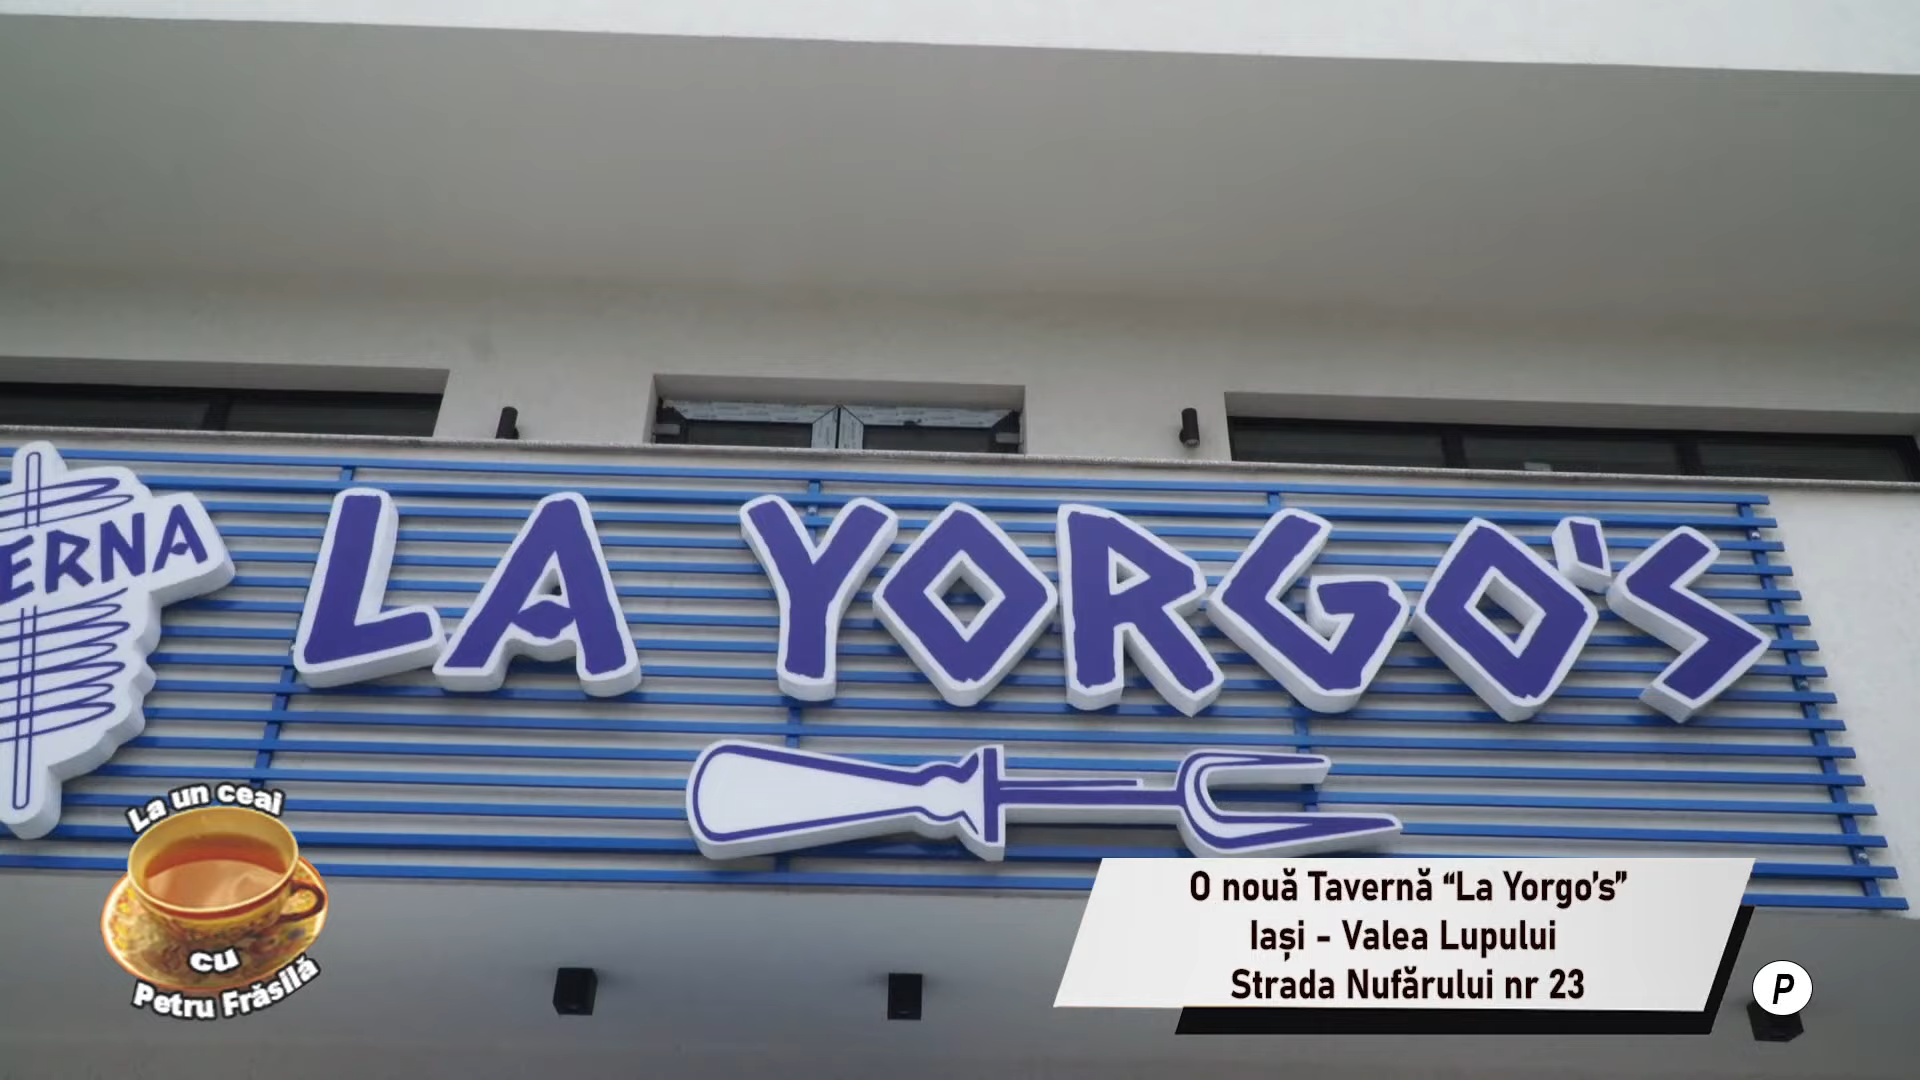 ERNA
LA YORGO'S
La un ceai
cu
Petru Frăsilă
O nouă Tavernă “La Yorgo’s”
Iași - Valea Lupului
Strada Nufărului nr 23
P